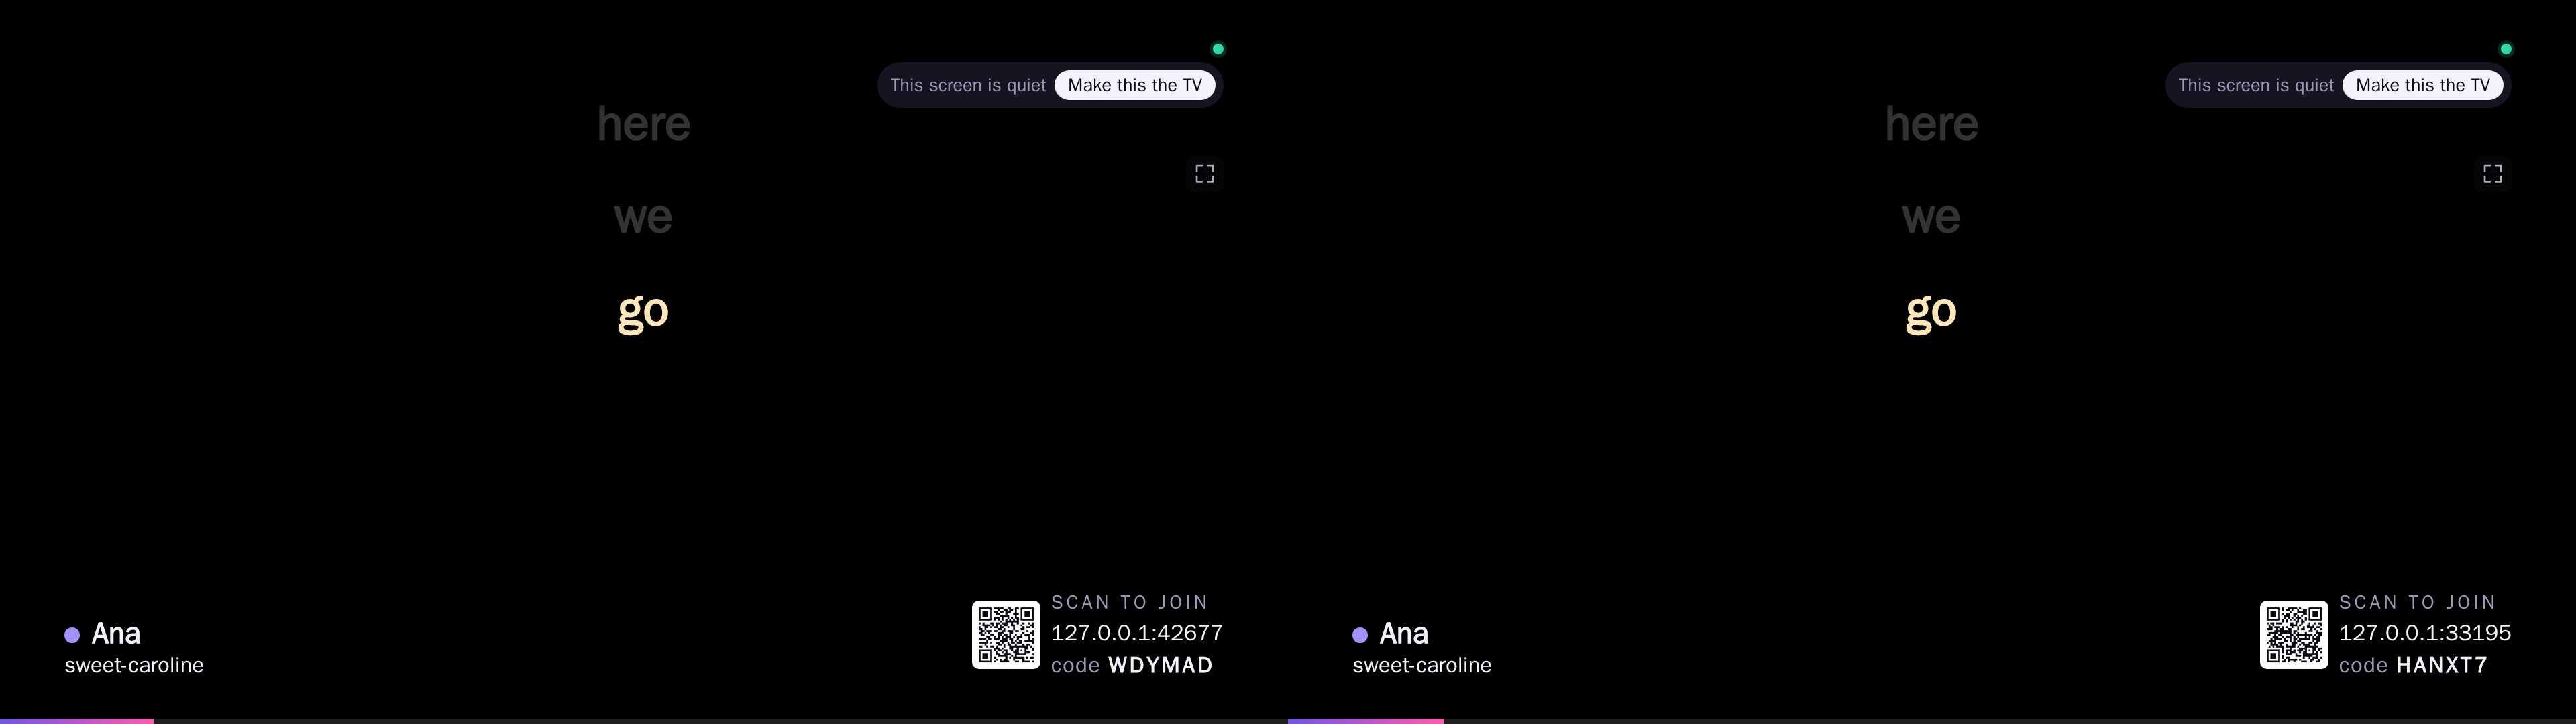 This screen is quiet Make this the TV
here
we
go
SCAN TO JOIN
127.0.0.1:42677
code WDYMAD
Ana
sweet-caroline
This screen is quiet Make this the TV
here
we
go
SCAN TO JOIN
127.0.0.1:33195
code HANXT7
Ana
sweet-caroline